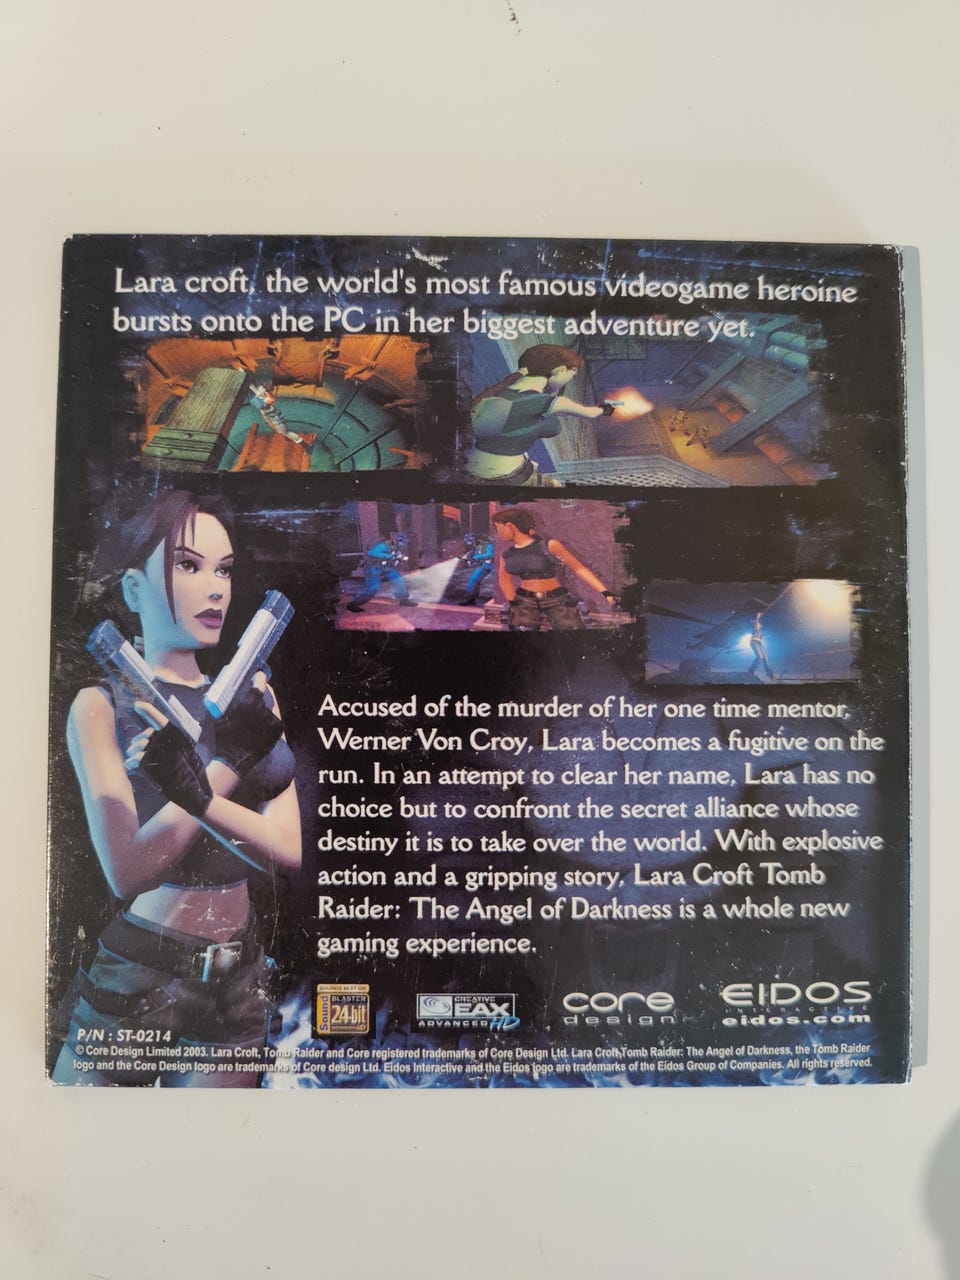 Lara croft, the world's most famous videogame heroine
bursts onto the PC in her biggest adventure yet.
Accused of the murder of her one time mentor,
Werner Von Croy, Lara becomes a fugitive on the
run. In an attempt to clear her name, Lara has no
choice but to confront the secret alliance whose
destiny it is to take over the world. With explosive
action and a gripping story, Lara Croft Tomb
Raider: The Angel of Darkness is a whole new
gaming experience.
SOUNDS BEST ON
Sound
BLASTER
24-bit
CREATIVE
EAX
ADVANCED HD
core
design
EIDOS
INTERACTIVE
eidos.com
P/N : ST-0214
© Core Design Limited 2003. Lara Croft, Tomb Raider and Core registered trademarks of Core Design Ltd. Lara Croft,Tomb Raider: The Angel of Darkness, the Tomb Raider
logo and the Core Design logo are trademarks of Core design Ltd. Eidos Interactive and the Eidos logo are trademarks of the Eidos Group of Companies. All rights reserved.